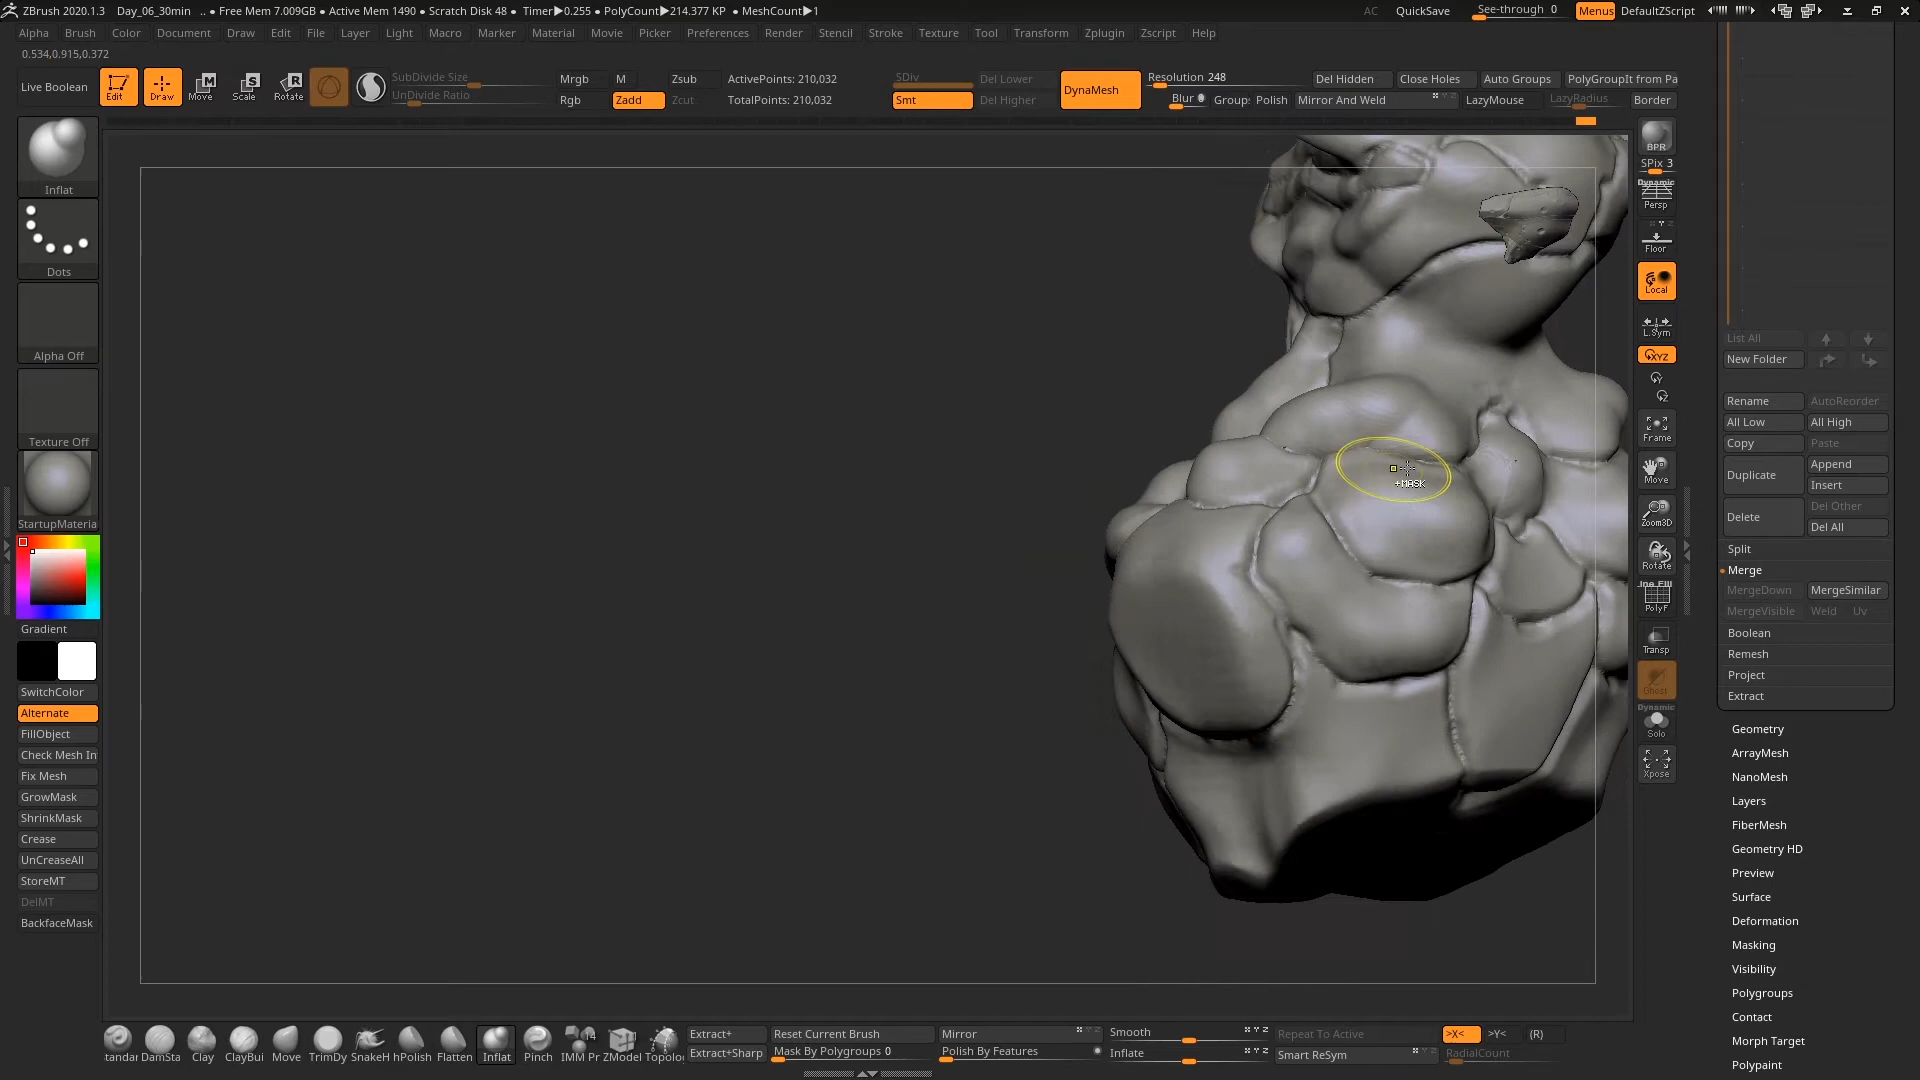 ZBrush 2020.1.3 Day_06_30min .. • Free Mem 7.009GB • Active Mem 1490 • Scratch Disk 48 • Timer▶0.255 • PolyCount▶214.377 KP • MeshCount▶1 AC QuickSave See-through 0 Menus DefaultZScript
Alpha Brush Color Document Draw Edit File Layer Light Macro Marker Material Movie Picker Preferences Render Stencil Stroke Texture Tool Transform Zplugin Zscript Help
0.534,0.915,0.372
Live Boolean Edit Draw Move Scale Rotate SubDivide Size Mrgb M Zsub ActivePoints: 210,032 SDiv Del Lower DynaMesh Resolution 248 Del Hidden Close Holes Auto Groups PolyGroupIt from Pa
UnDivide Ratio Rgb Zadd Zcut TotalPoints: 210,032 Smt Del Higher Blur Group: Polish Mirror And Weld LazyMouse LazyRadius Border
Inflat
Dots
Alpha Off
Texture Off
StartupMateria
Gradient
SwitchColor
Alternate
FillObject
Check Mesh In
Fix Mesh
GrowMask
ShrinkMask
Crease
UnCreaseAll
StoreMT
DelMT
BackfaceMask
+MASK
BPR
SPix 3
Dynamic
Persp
Floor
Local
L.Sym
XYZ
Y
Z
Frame
Move
Zoom3D
Rotate
Line Fill
PolyF
Transp
Ghost
Dynamic
Solo
Xpose
List All
New Folder
Rename AutoReorder
All Low All High
Copy Paste
Duplicate Append
Insert
Delete Del Other
Del All
Split
Merge
MergeDown MergeSimilar
MergeVisible Weld Uv
Boolean
Remesh
Project
Extract
Geometry
ArrayMesh
NanoMesh
Layers
FiberMesh
Geometry HD
Preview
Surface
Deformation
Masking
Visibility
Polygroups
Contact
Morph Target
Polypaint
tandar DamSta Clay ClayBui Move TrimDy SnakeH hPolish Flatten Inflat Pinch IMM Pr ZModel Topolo
14
Extract+ Reset Current Brush Mirror Smooth Repeat To Active >X< >Y< (R)
Extract+Sharp Mask By Polygroups 0 Polish By Features Inflate Smart ReSym RadialCount